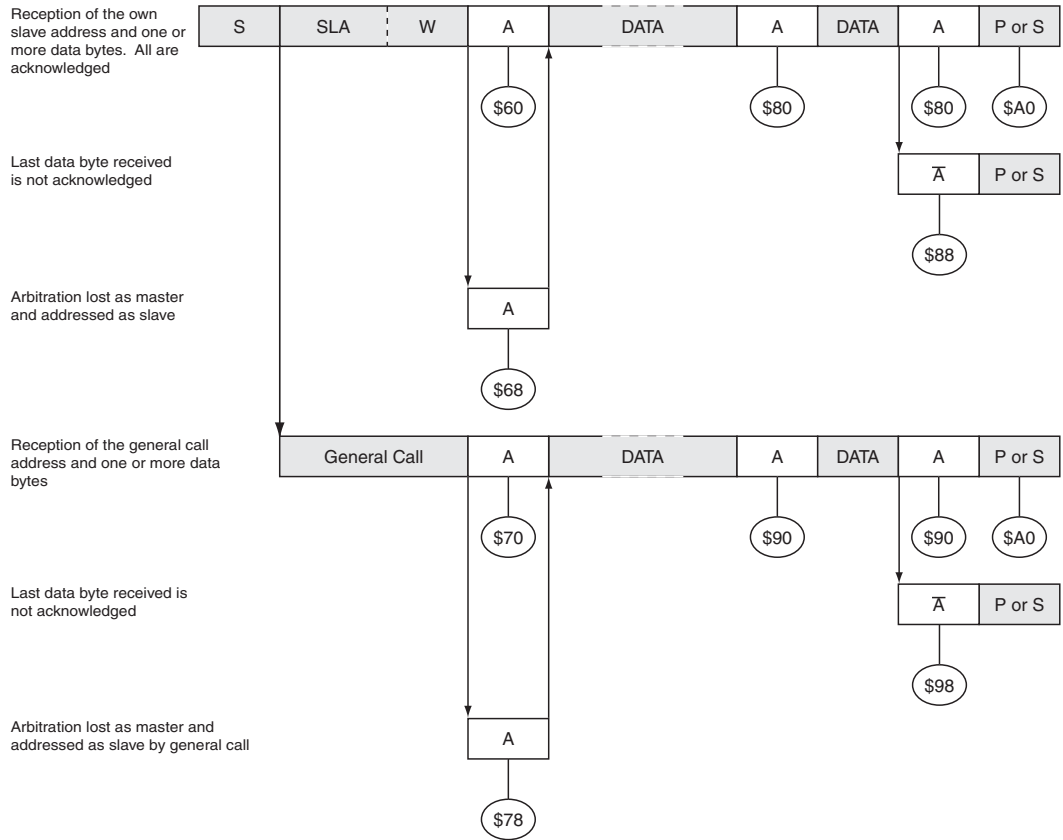 Reception of the own
slave address and one or
more data bytes. All are
acknowledged
S SLA W A DATA A DATA A P or S
$60 $80 $80 $A0
Last data byte received
is not acknowledged
A̅ P or S
$88
Arbitration lost as master
and addressed as slave
A
$68
Reception of the general call
address and one or more data
bytes
General Call A DATA A DATA A P or S
$70 $90 $90 $A0
Last data byte received is
not acknowledged
A̅ P or S
$98
Arbitration lost as master and
addressed as slave by general call
A
$78